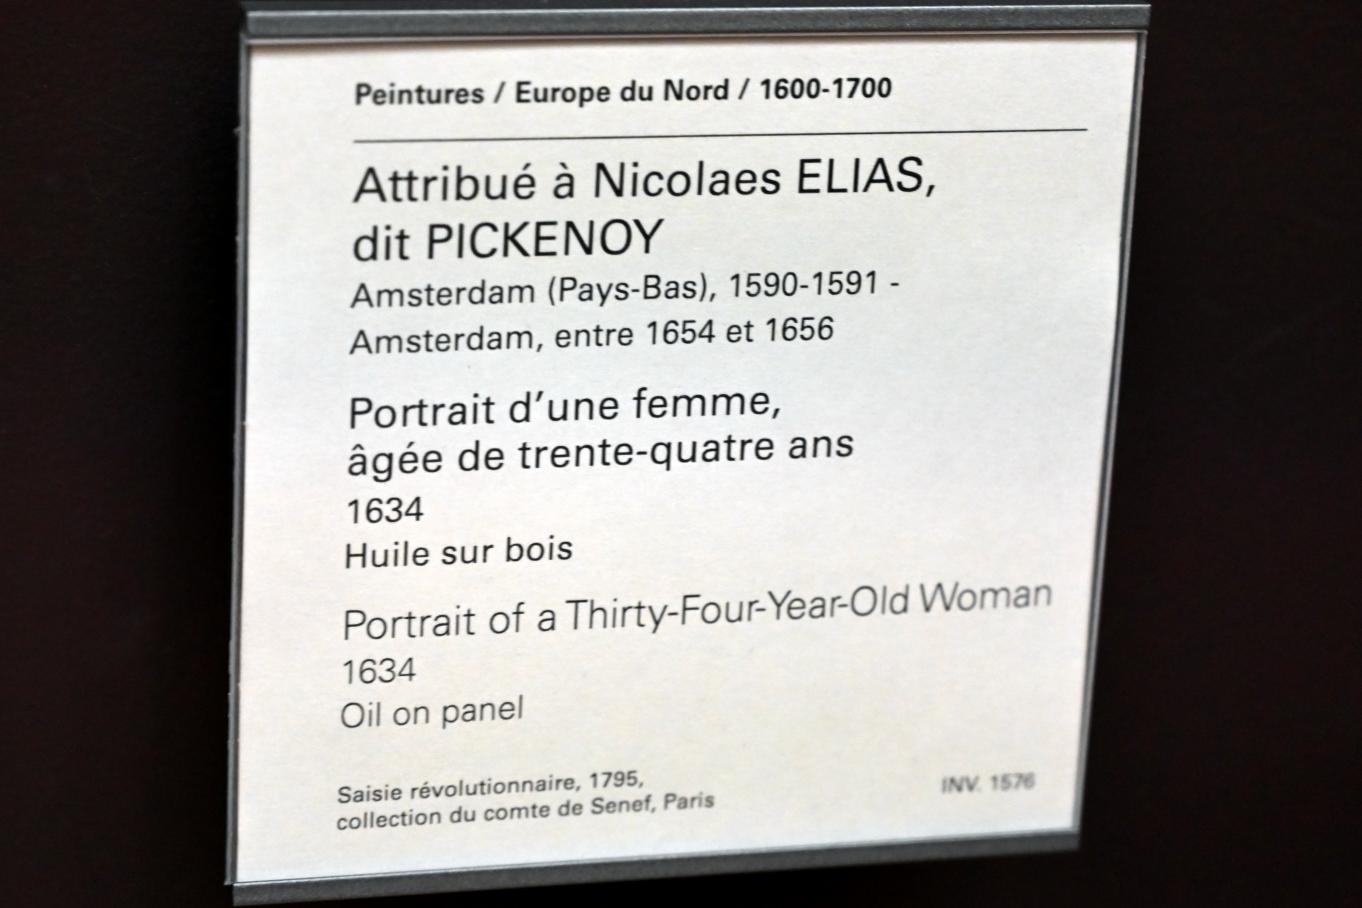 Peintures / Europe du Nord / 1600-1700
Attribué à Nicolaes ELIAS,
dit PICKENOY
Amsterdam (Pays-Bas), 1590-1591 -
Amsterdam, entre 1654 et 1656
Portrait d’une femme,
âgée de trente-quatre ans
1634
Huile sur bois
Portrait of a Thirty-Four-Year-Old Woman
1634
Oil on panel
Saisie révolutionnaire, 1795,
collection du comte de Senef, Paris
INV. 1576